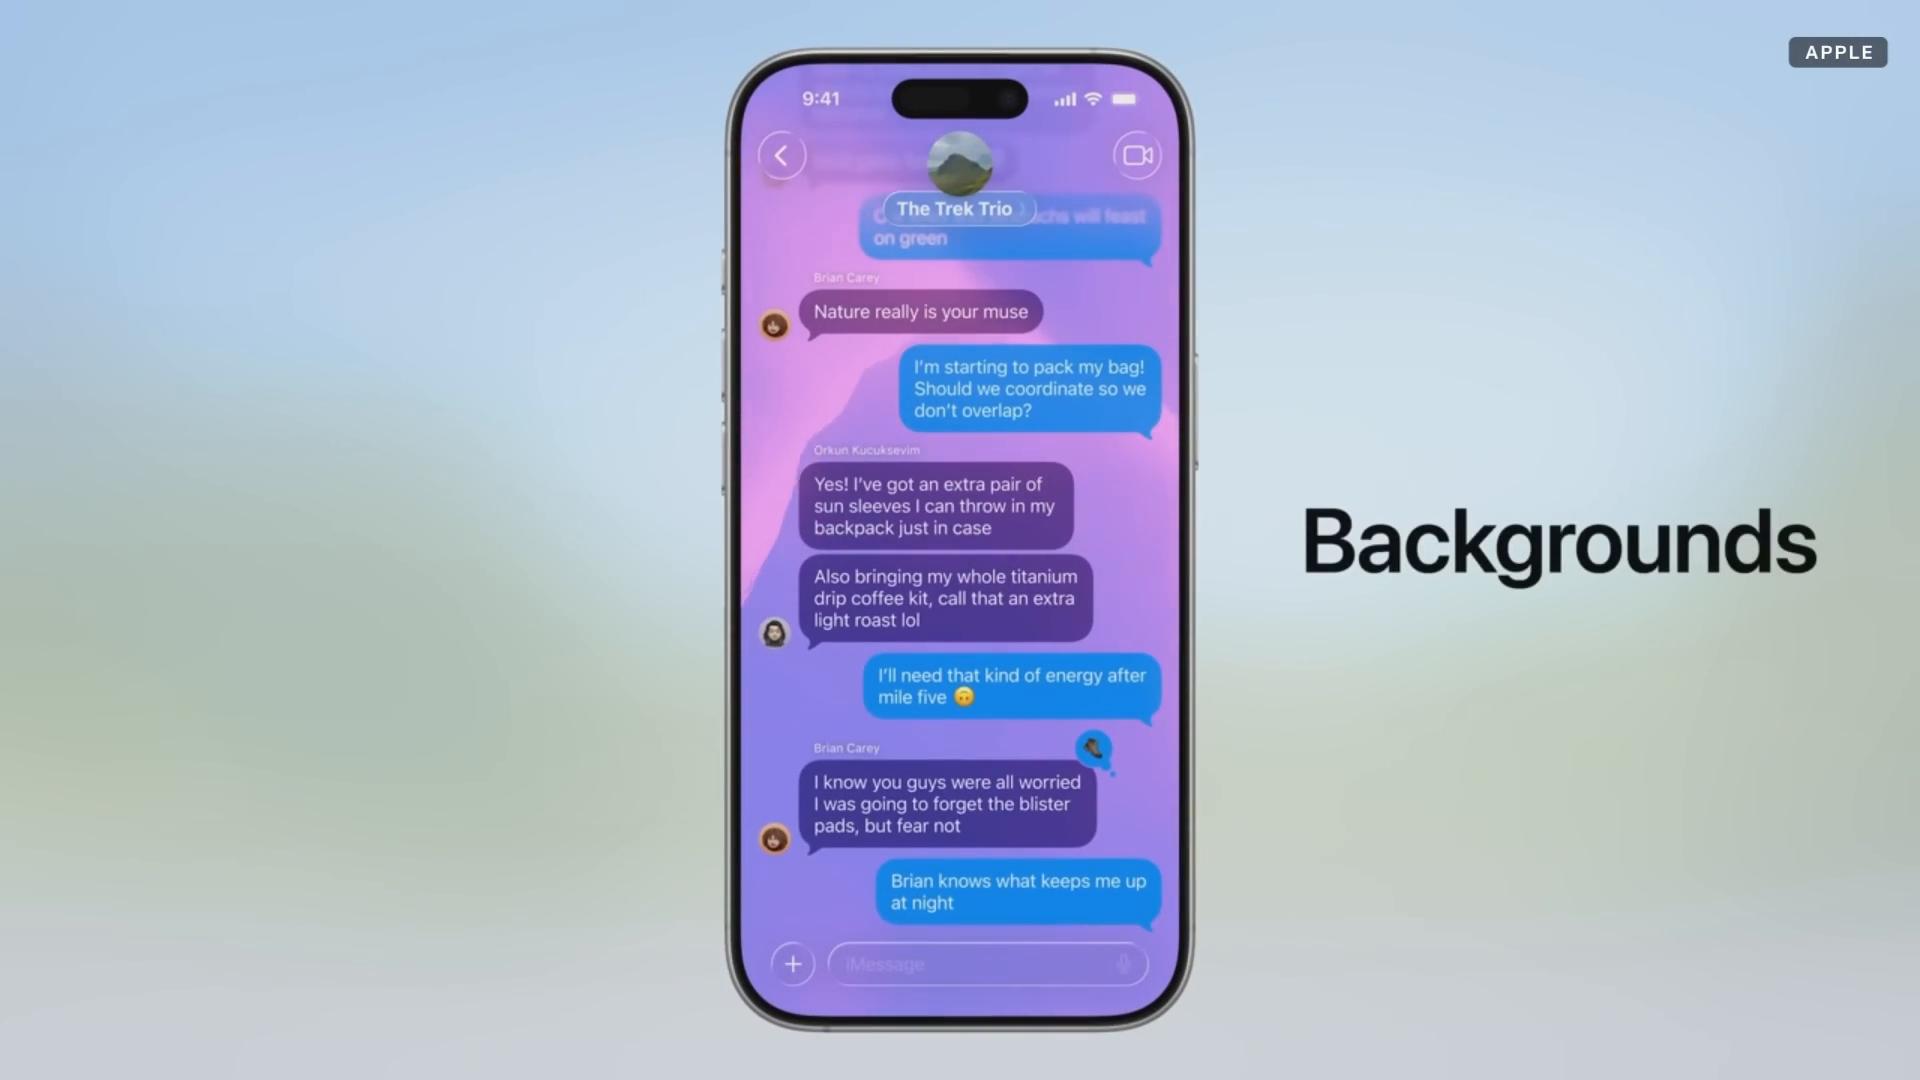 APPLE
9:41
The Trek Trio
will feast
on green
Brian Carey
Nature really is your muse
I'm starting to pack my bag!
Should we coordinate so we
don't overlap?
Orkun Kucuksevim
Yes! I've got an extra pair of
sun sleeves I can throw in my
backpack just in case
Also bringing my whole titanium
drip coffee kit, call that an extra
light roast lol
I'll need that kind of energy after
mile five 🙃
Brian Carey
I know you guys were all worried
I was going to forget the blister
pads, but fear not
Brian knows what keeps me up
at night
iMessage
Backgrounds